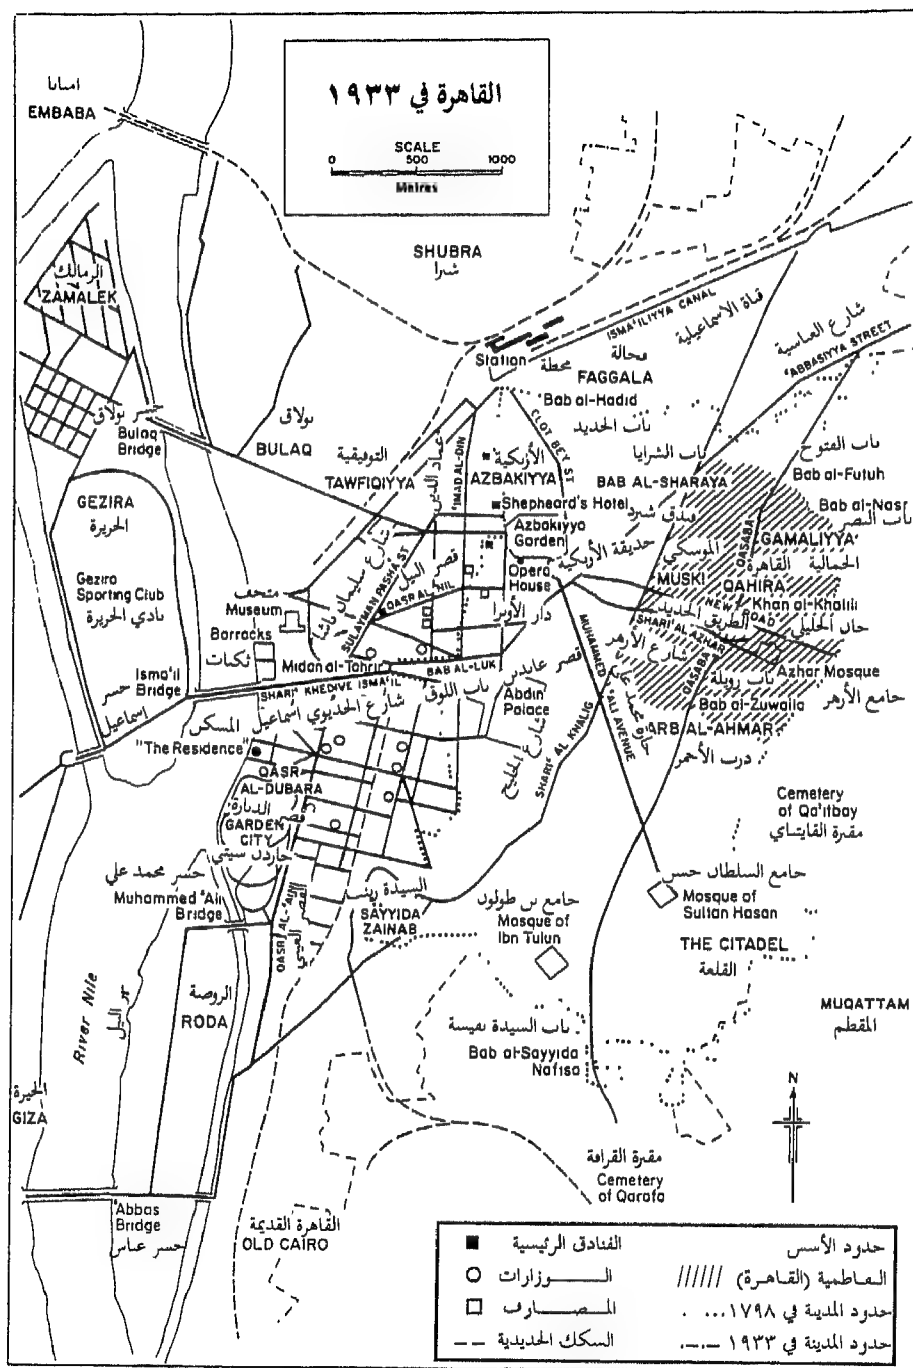 القاهرة في ١٩٣٣
SCALE
0 500 1000
Metres
امبابا
EMBABA
SHUBRA
شبرا
الزمالك
ZAMALEK
ISMA'ILIYYA CANAL
قناة الاسماعيلية
شارع العباسية
'ABBASIYYA STREET
Station
محطة
فجالة
FAGGALA
Bab al-Hadid
باب الحديد
جسر بولاق
Bulaq
Bridge
بولاق
BULAQ
التوفيقية
TAWFIQIYYA
عماد الدين
'IMAD AL-DIN
الأزبكية
AZBAKIYYA
CLOT BEY ST
باب الشرايا
BAB AL-SHARAYA
باب الفتوح
Bab al-Futuh
Bab al-Nasr
باب النصر
GEZIRA
الجزيرة
Shepheard's Hotel
فندق شبرد
Azbakiyya
Garden
حديقة الأزبكية
QASABA
GAMALIYYA
الجمالية
القاهرة
QAHIRA
الموسكي
MUSKI
Gezira
Sporting Club
نادي الجزيرة
متحف
Museum
شارع سليمان باشا
SULAYMAN PASHA ST
قصر النيل
QASR AL-NIL
Opera
House
دار الأوبرا
NEW ROAD
الطريق الجديد
Khan al-Khalili
خان الخليلي
SHARI' AL AZHAR
شارع الأزهر
Barracks
ثكنات
Midan al-Tahrir
BAB AL-LUK
باب اللوق
قصر عابدين
Abdin
Palace
MUHAMMED 'ALI AVENUE
حارة محمد علي
QASABA
Azhar Mosque
جامع الأزهر
باب زويلة
Bab al-Zuwaila
Isma'il
Bridge
جسر اسماعيل
SHARI' KHEDIVE ISMA'IL
شارع الخديوي اسماعيل
المسكن
"The Residence"
شارع الخليج
SHARI' AL KHALIG
DARB AL-AHMAR
درب الأحمر
QASR
AL-DUBARA
قصر الدبارة
GARDEN
CITY
جاردن سيتي
Cemetery
of Qa'itbay
مقبرة القايتباي
جسر محمد علي
Muhammed 'Ali
Bridge
QASR AL-'AINI
القصر العيني
السيدة زينب
SAYYIDA
ZAINAB
جامع بن طولون
Mosque of
Ibn Tulun
جامع السلطان حسن
Mosque of
Sultan Hasan
THE CITADEL
القلعة
MUQATTAM
المقطم
River Nile
نهر النيل
الروضة
RODA
باب السيدة نفيسة
Bab al-Sayyida
Nafisa
الجيزة
GIZA
N
مقبرة القرافة
Cemetery
of Qarafa
'Abbas
Bridge
جسر عباس
القاهرة القديمة
OLD CAIRO
حدود الأسس
الفاطمية (القاهرة)
حدود المدينة في ١٧٩٨
حدود المدينة في ١٩٣٣
الفنادق الرئيسية
الوزارات
المصارف
السكك الحديدية